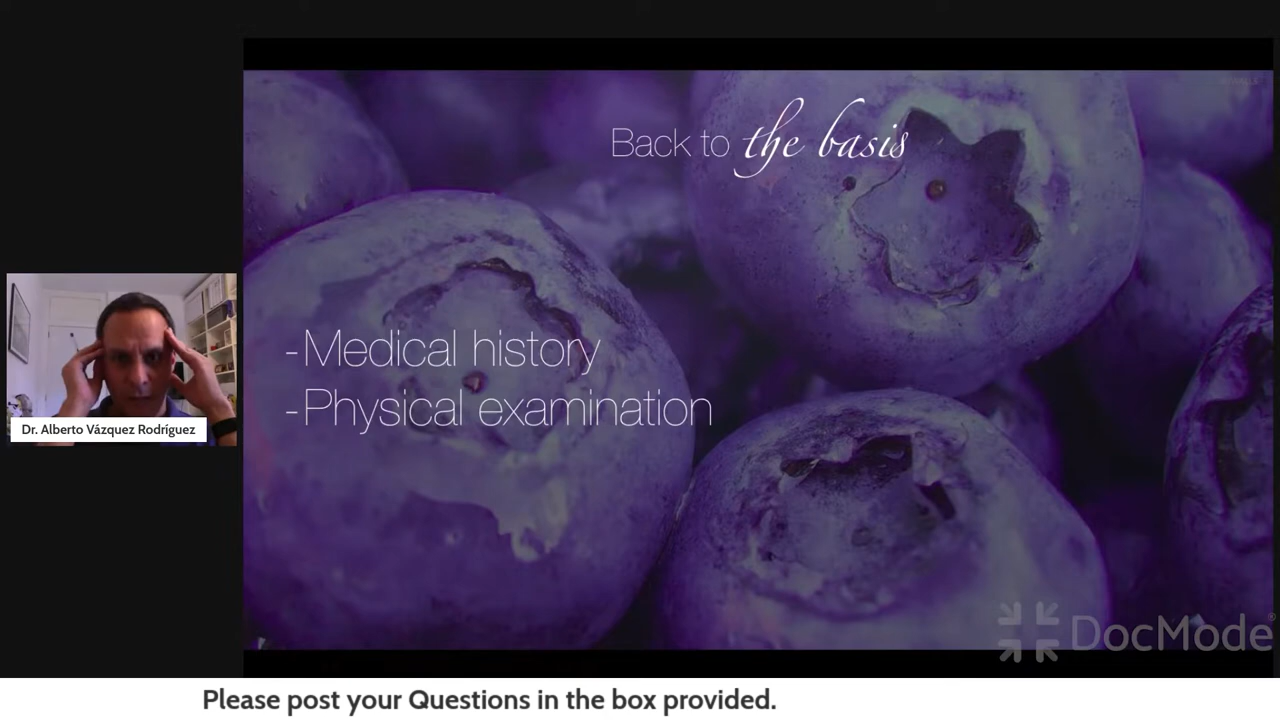 Back to the basis
-Medical history
-Physical examination
Dr. Alberto Vázquez Rodríguez
DocMode
Please post your Questions in the box provided.